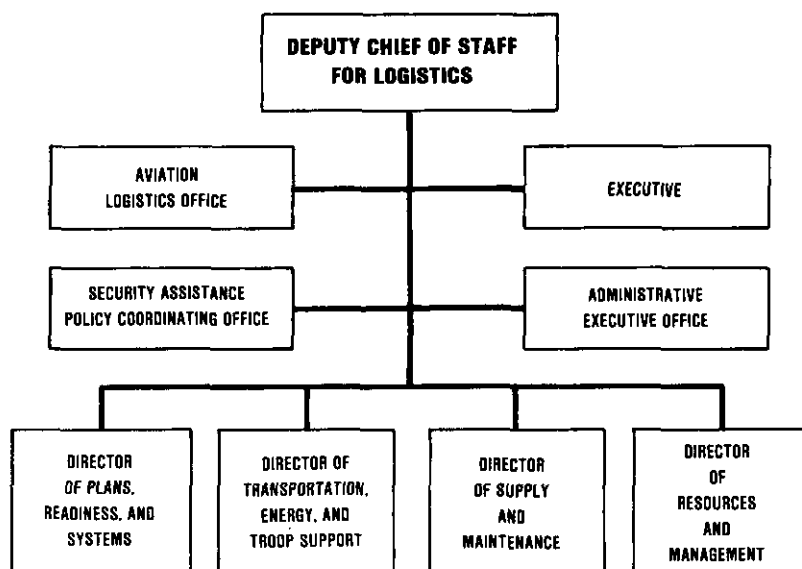 DEPUTY CHIEF OF STAFF
FOR LOGISTICS
AVIATION
LOGISTICS OFFICE
EXECUTIVE
SECURITY ASSISTANCE
POLICY COORDINATING OFFICE
ADMINISTRATIVE
EXECUTIVE OFFICE
DIRECTOR
OF PLANS,
READINESS, AND
SYSTEMS
DIRECTOR OF
TRANSPORTATION,
ENERGY, AND
TROOP SUPPORT
DIRECTOR
OF SUPPLY
AND
MAINTENANCE
DIRECTOR
OF
RESOURCES
AND
MANAGEMENT